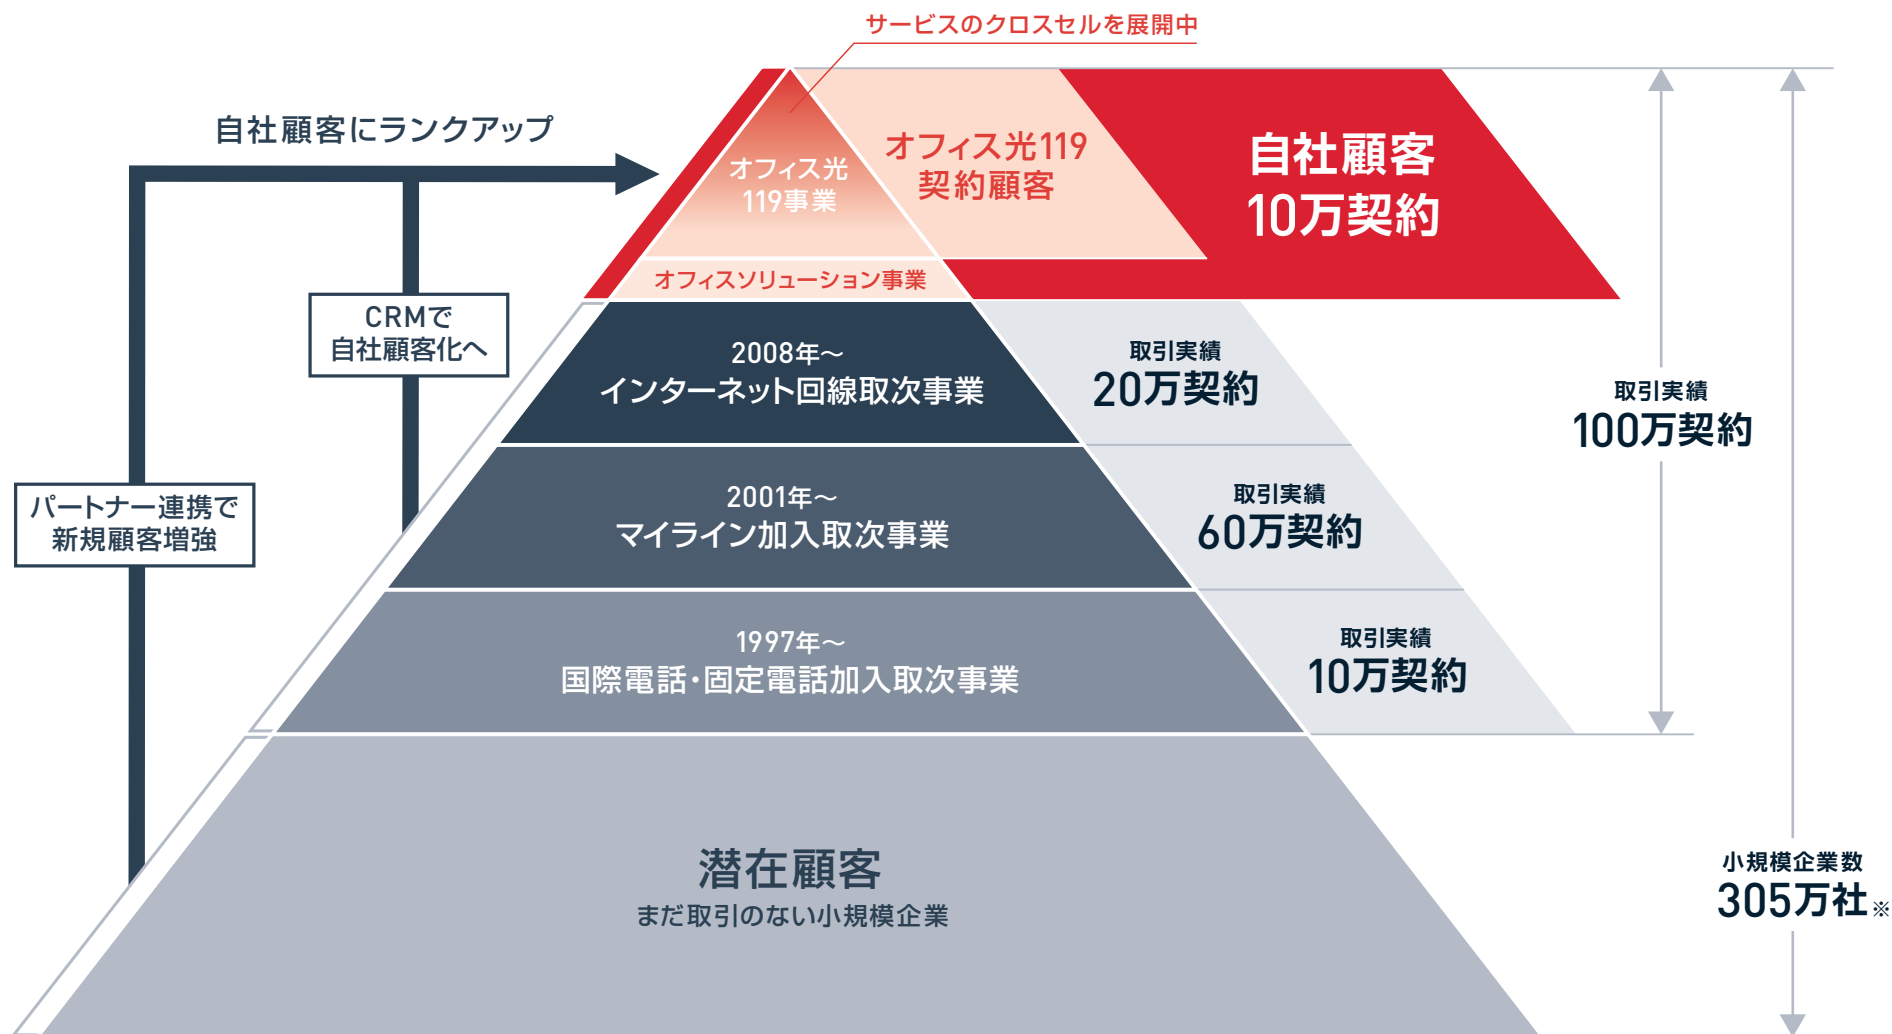 サービスのクロスセルを展開中
自社顧客にランクアップ
オフィス光
119事業
オフィス光119
契約顧客
自社顧客
10万契約
オフィスソリューション事業
CRMで
自社顧客化へ
2008年～
インターネット回線取次事業
取引実績
20万契約
取引実績
100万契約
パートナー連携で
新規顧客増強
2001年～
マイライン加入取次事業
取引実績
60万契約
1997年～
国際電話・固定電話加入取次事業
取引実績
10万契約
潜在顧客
まだ取引のない小規模企業
小規模企業数
305万社※